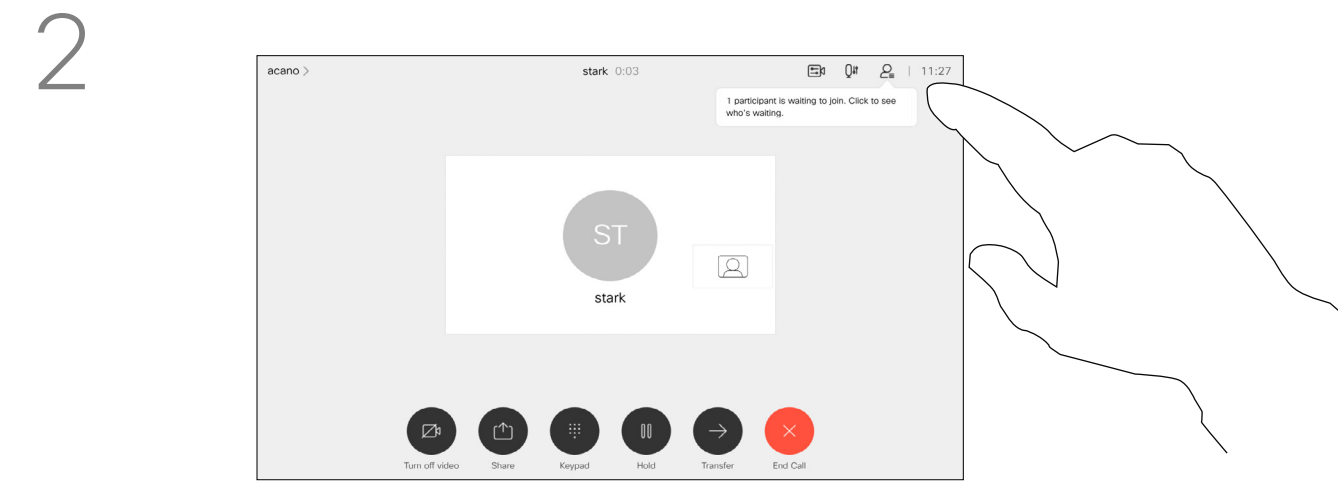 2
acano >
stark 0:03
11:27
1 participant is waiting to join. Click to see
who's waiting.
ST
stark
Turn off video
Share
Keypad
Hold
Transfer
End Call